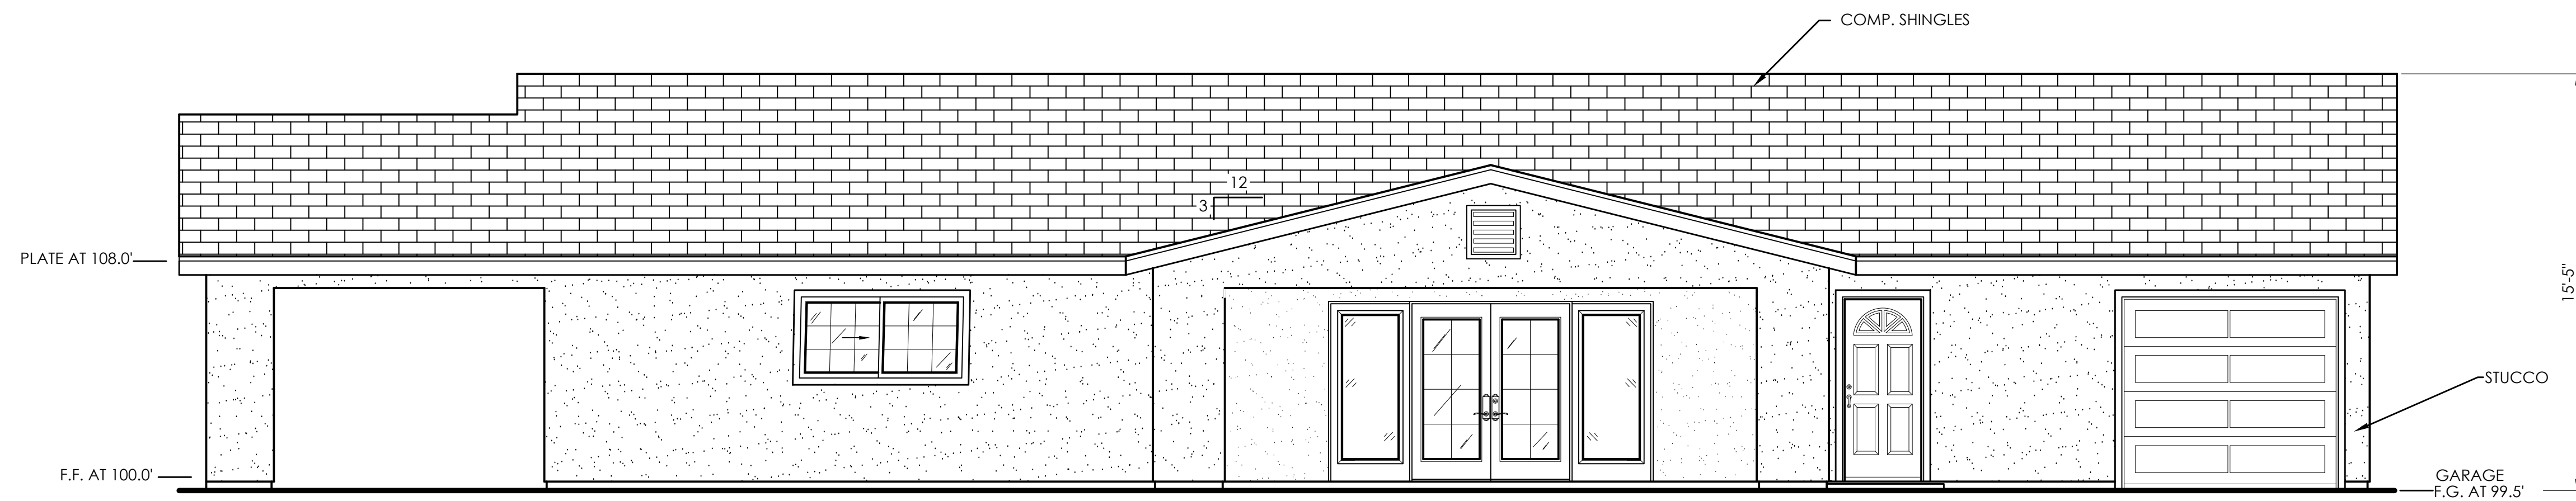 COMP. SHINGLES
12
3
PLATE AT 108.0'
15'-5"
STUCCO
F.F. AT 100.0'
GARAGE
F.G. AT 99.5'